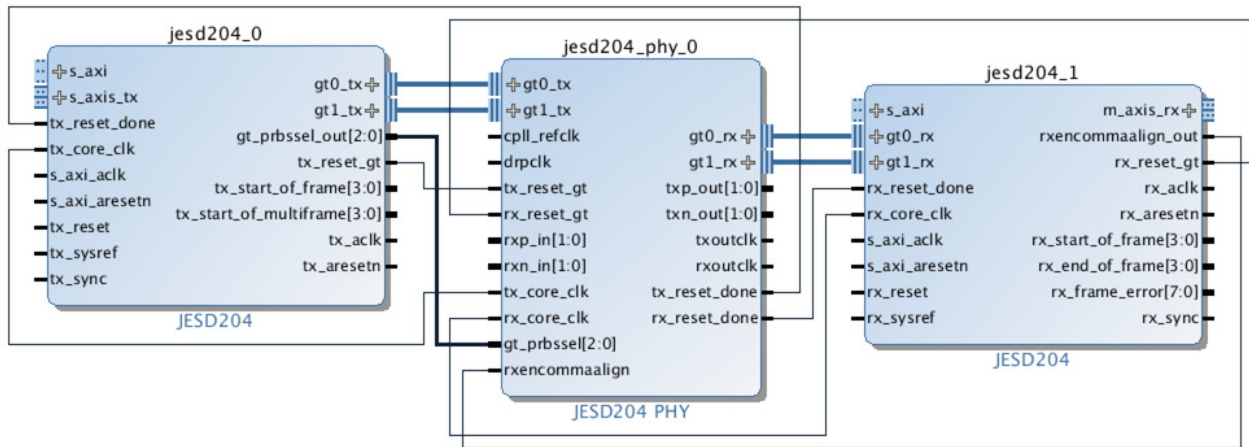 jesd204_0
s_axi
s_axis_tx
tx_reset_done
tx_core_clk
s_axi_aclk
s_axi_aresetn
tx_reset
tx_sysref
tx_sync
gt0_tx
gt1_tx
gt_prbssel_out[2:0]
tx_reset_gt
tx_start_of_frame[3:0]
tx_start_of_multiframe[3:0]
tx_aclk
tx_aresetn
JESD204
jesd204_phy_0
gt0_tx
gt1_tx
cpll_refclk
drpclk
tx_reset_gt
rx_reset_gt
rxp_in[1:0]
rxn_in[1:0]
tx_core_clk
rx_core_clk
gt_prbssel[2:0]
rxencommaalign
gt0_rx
gt1_rx
txp_out[1:0]
txn_out[1:0]
txoutclk
rxoutclk
tx_reset_done
rx_reset_done
JESD204 PHY
jesd204_1
s_axi
gt0_rx
gt1_rx
rx_reset_done
rx_core_clk
s_axi_aclk
s_axi_aresetn
rx_reset
rx_sysref
m_axis_rx
rxencommaalign_out
rx_reset_gt
rx_aclk
rx_aresetn
rx_start_of_frame[3:0]
rx_end_of_frame[3:0]
rx_frame_error[7:0]
rx_sync
JESD204